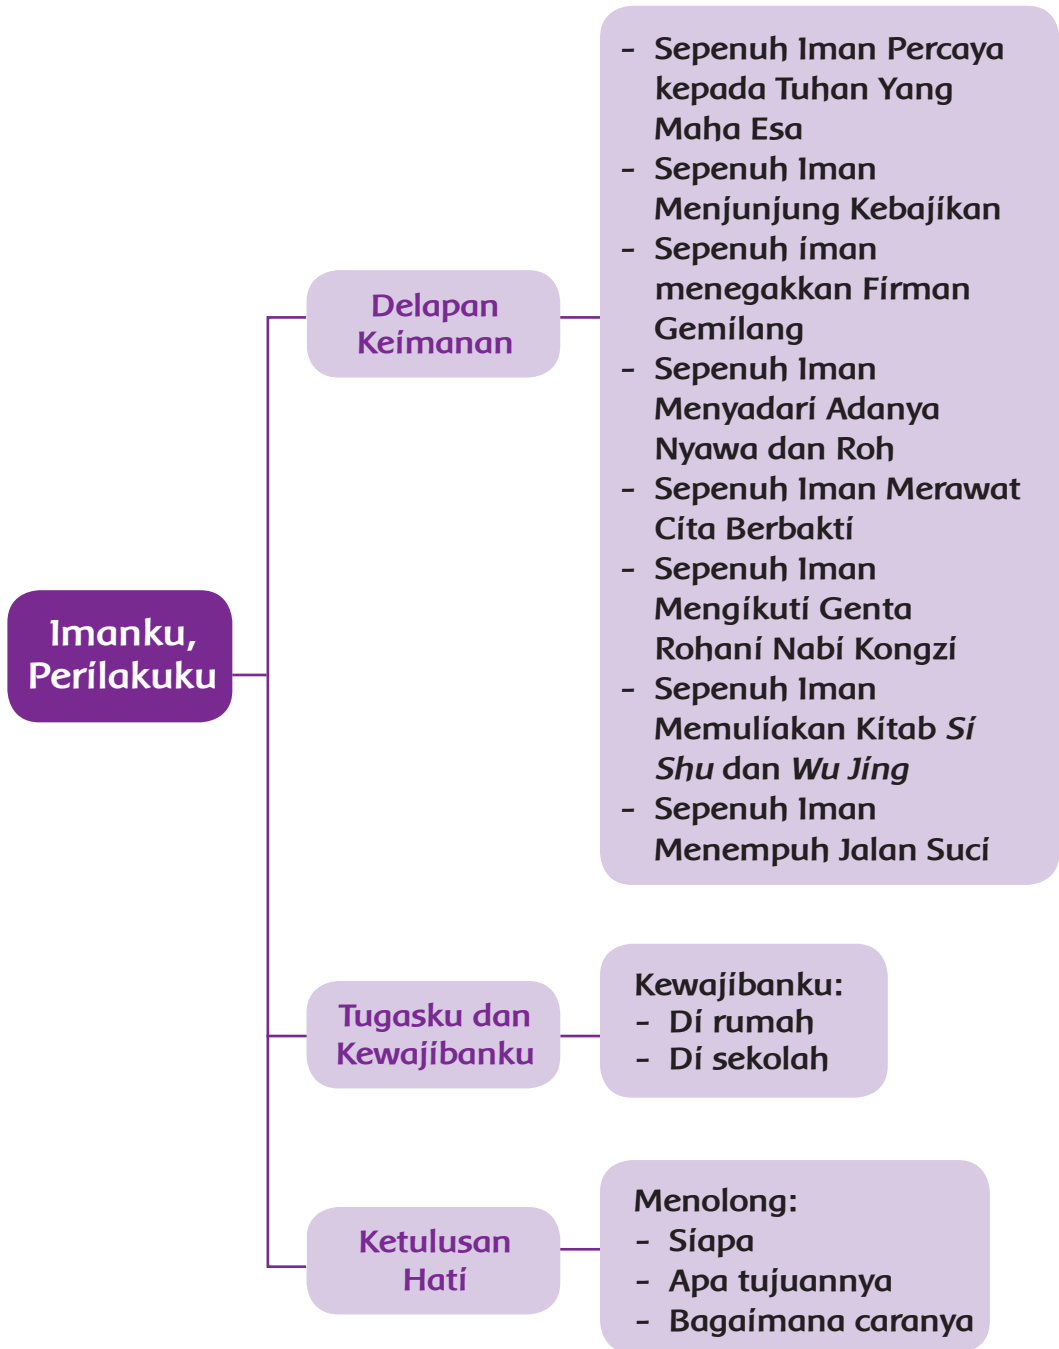 Imanku,
Perilakuku
Delapan
Keimanan
- Sepenuh Iman Percaya
kepada Tuhan Yang
Maha Esa
- Sepenuh Iman
Menjunjung Kebajikan
- Sepenuh iman
menegakkan Firman
Gemilang
- Sepenuh Iman
Menyadari Adanya
Nyawa dan Roh
- Sepenuh Iman Merawat
Cita Berbakti
- Sepenuh Iman
Mengikuti Genta
Rohani Nabi Kongzi
- Sepenuh Iman
Memuliakan Kitab Si
Shu dan Wu Jing
- Sepenuh Iman
Menempuh Jalan Suci
Tugasku dan
Kewajibanku
Kewajibanku:
- Di rumah
- Di sekolah
Ketulusan
Hati
Menolong:
- Siapa
- Apa tujuannya
- Bagaimana caranya